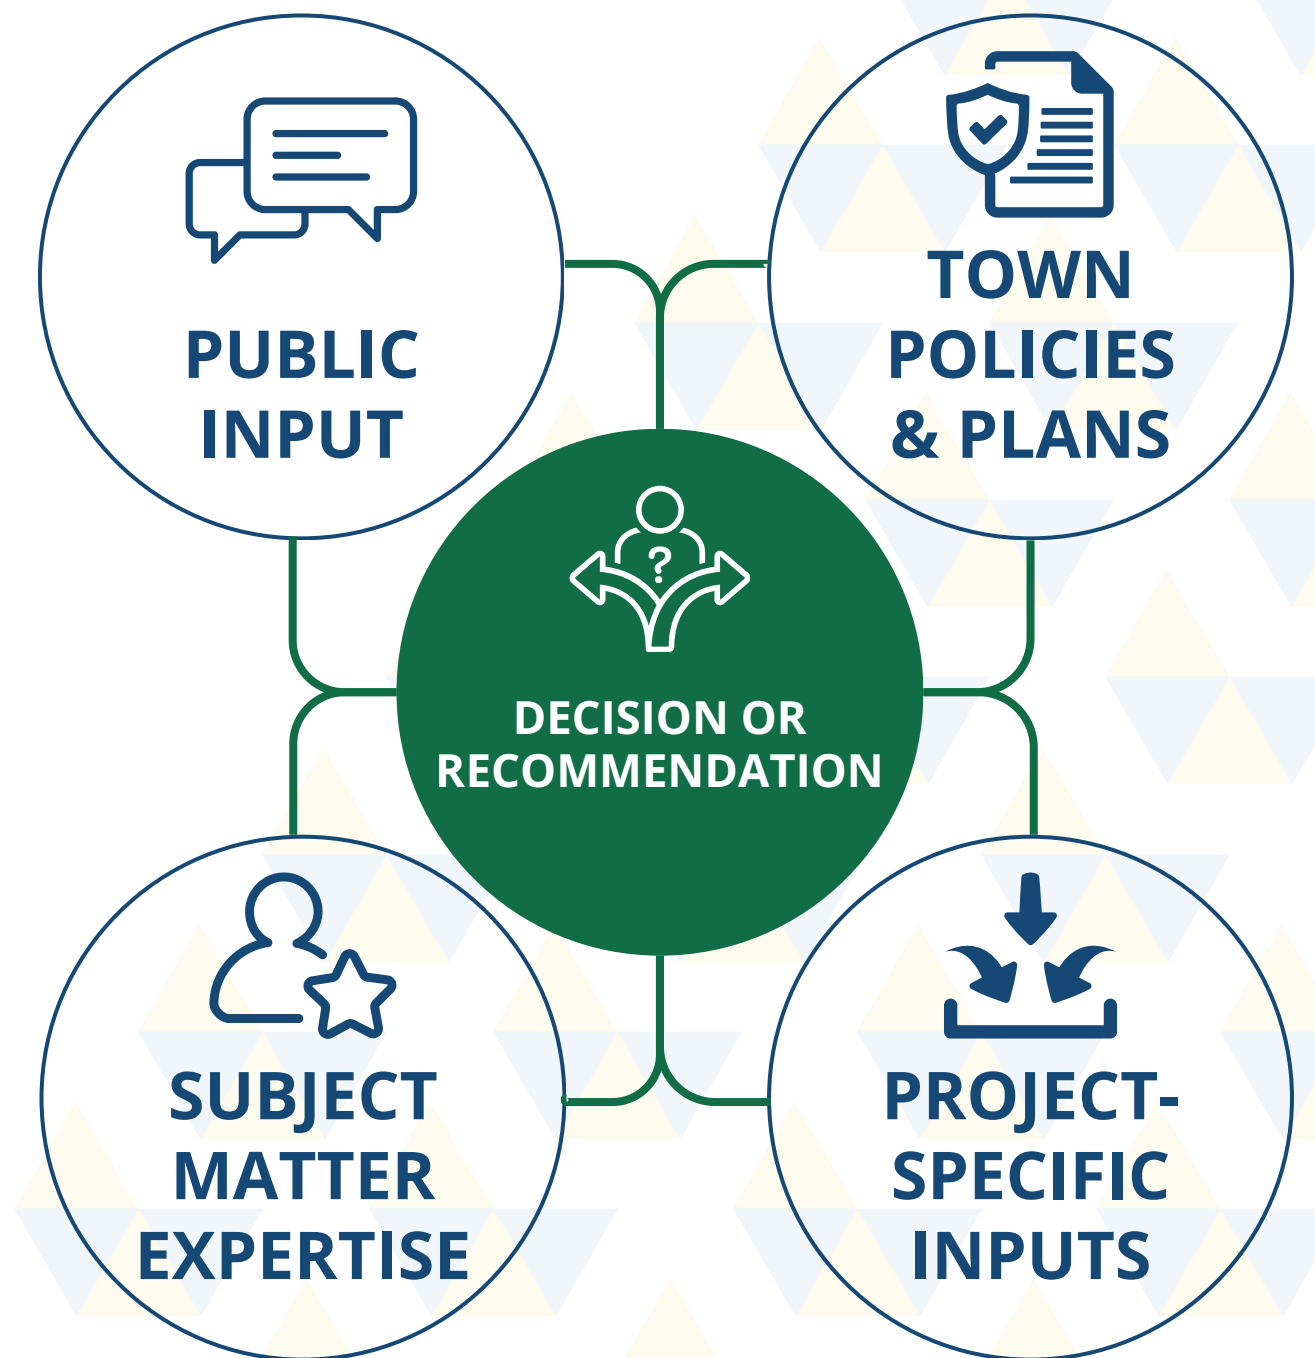 PUBLIC
INPUT
TOWN
POLICIES
& PLANS
?
DECISION OR
RECOMMENDATION
SUBJECT
MATTER
EXPERTISE
PROJECT-
SPECIFIC
INPUTS